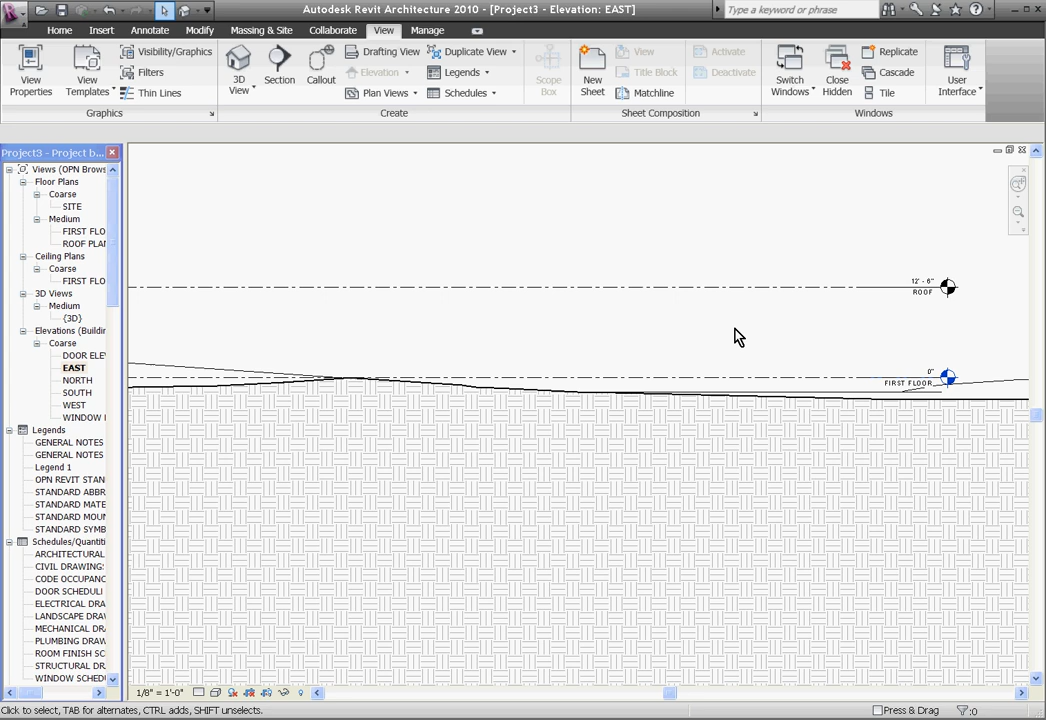 Autodesk Revit Architecture 2010 - [Project3 - Elevation: EAST]
Type a keyword or phrase
Home Insert Annotate Modify Massing & Site Collaborate View Manage
View Properties
View Templates
Visibility/Graphics
Filters
Thin Lines
3D View
Section
Callout
Drafting View
Elevation
Plan Views
Duplicate View
Legends
Schedules
Scope Box
New Sheet
View
Title Block
Matchline
Activate
Deactivate
Switch Windows
Close Hidden
Replicate
Cascade
Tile
User Interface
Graphics Create Sheet Composition Windows
Project3 - Project b...
Views (OPN Brows
Floor Plans
Coarse
SITE
Medium
FIRST FLO
ROOF PLAN
Ceiling Plans
Coarse
FIRST FLO
3D Views
Medium
{3D}
Elevations (Buildin
Coarse
DOOR ELE
EAST
NORTH
SOUTH
WEST
WINDOW
Legends
GENERAL NOTES
GENERAL NOTES
Legend 1
OPN REVIT STAN
STANDARD ABBR
STANDARD MATE
STANDARD MOUN
STANDARD SYMB
Schedules/Quantiti
ARCHITECTURAL
CIVIL DRAWING
CODE OCCUPANC
DOOR SCHEDULI
ELECTRICAL DRA
LANDSCAPE DRA
MECHANICAL DRA
PLUMBING DRAW
ROOM FINISH SC
STRUCTURAL DR
WINDOW SCHED
12' - 6"
ROOF
0"
FIRST FLOOR
1/8" = 1'-0"
Click to select, TAB for alternates, CTRL adds, SHIFT unselects.
Press & Drag
:0